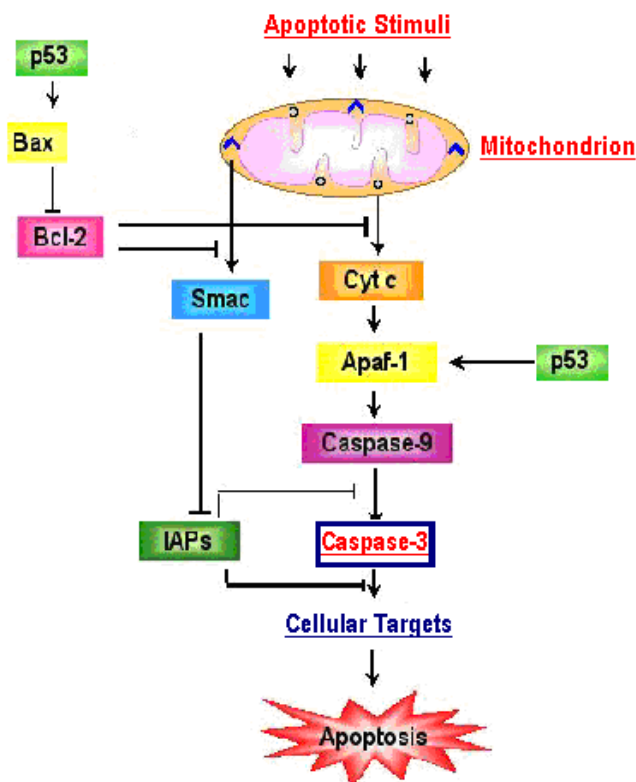 Apoptotic Stimuli
p53
Bax
Mitochondrion
Bcl-2
Smac
Cyt c
Apaf-1
p53
Caspase-9
IAPs
Caspase-3
Cellular Targets
Apoptosis